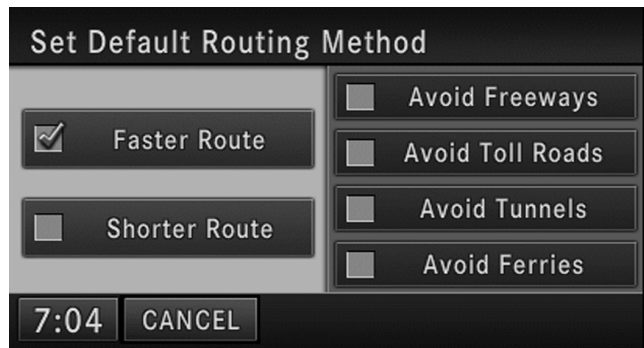 Set Default Routing Method
Faster Route
Shorter Route
Avoid Freeways
Avoid Toll Roads
Avoid Tunnels
Avoid Ferries
7:04 CANCEL